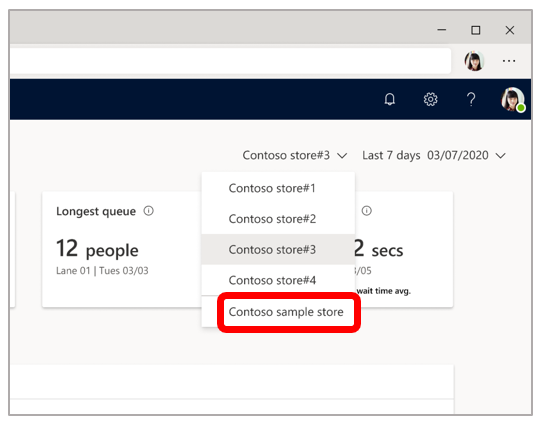 Contoso store#3 Last 7 days 03/07/2020
Contoso store#1
Contoso store#2
Contoso store#3
Contoso store#4
Contoso sample store
Longest queue
12 people
Lane 01 | Tues 03/03
2 secs
3/05
wait time avg.